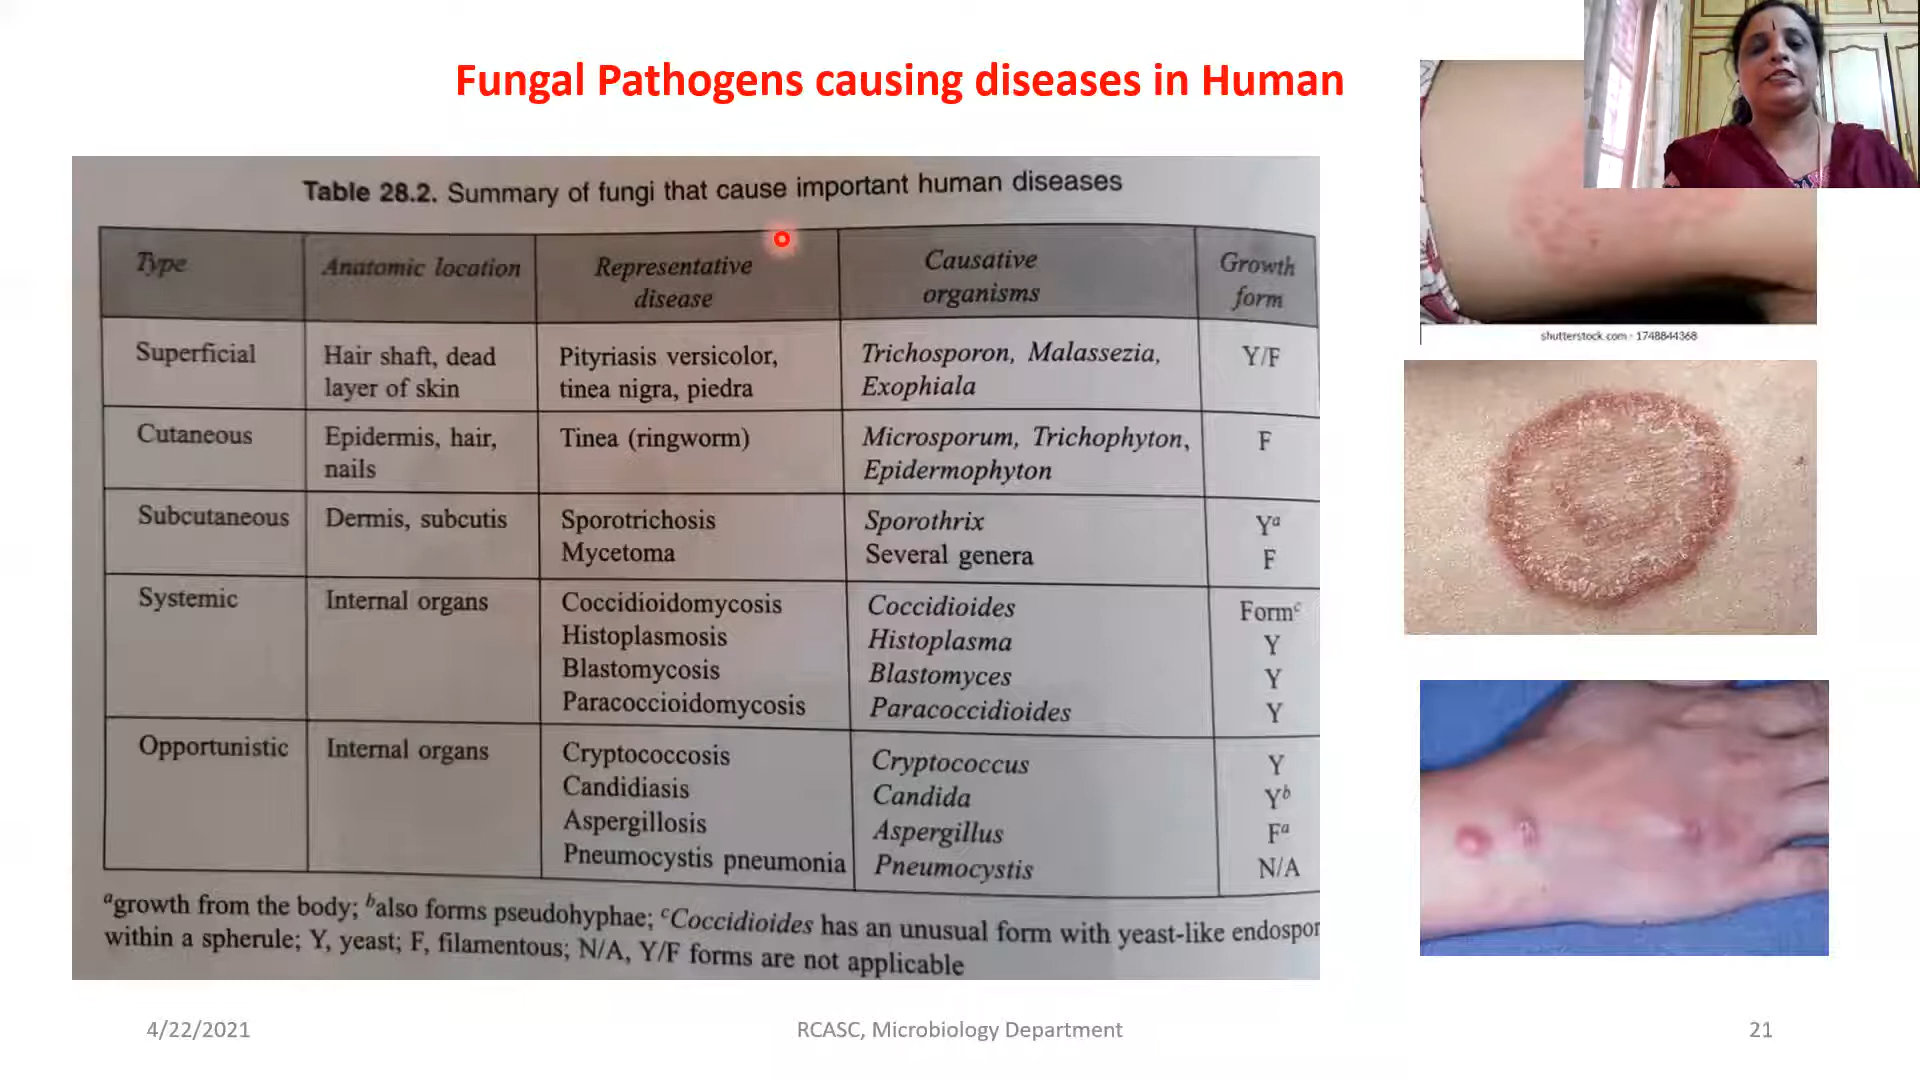 Fungal Pathogens causing diseases in Human
Table 28.2. Summary of fungi that cause important human diseases
Type Anatomic location Representative disease Causative organisms Growth form
Superficial Hair shaft, dead layer of skin Pityriasis versicolor, tinea nigra, piedra Trichosporon, Malassezia, Exophiala Y/F
Cutaneous Epidermis, hair, nails Tinea (ringworm) Microsporum, Trichophyton, Epidermophyton F
Subcutaneous Dermis, subcutis Sporotrichosis Sporothrix Yᵃ
Mycetoma Several genera F
Systemic Internal organs Coccidioidomycosis Coccidioides Formᶜ
Histoplasmosis Histoplasma Y
Blastomycosis Blastomyces Y
Paracoccioidomycosis Paracoccidioides Y
Opportunistic Internal organs Cryptococcosis Cryptococcus Y
Candidiasis Candida Yᵇ
Aspergillosis Aspergillus Fᵃ
Pneumocystis pneumonia Pneumocystis N/A
ᵃgrowth from the body; ᵇalso forms pseudohyphae; ᶜCoccidioides has an unusual form with yeast-like endospor
within a spherule; Y, yeast; F, filamentous; N/A, Y/F forms are not applicable
shutterstock.com · 1748844368
4/22/2021
RCASC, Microbiology Department
21